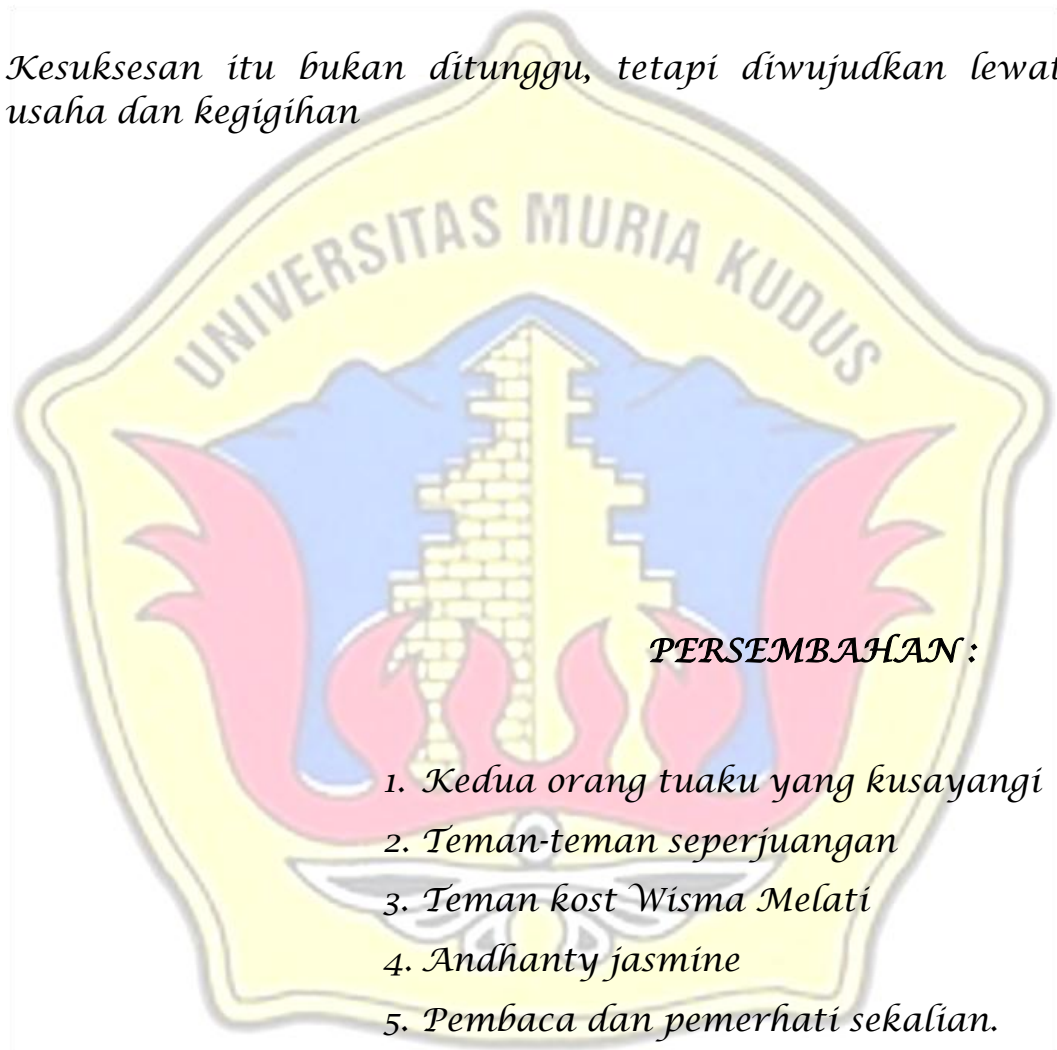 Kesuksesan itu bukan ditunggu, tetapi diwujudkan lewat
usaha dan kegigihan
UNIVERSITAS MURIA KUDUS
PERSEMBAHAN :
1. Kedua orang tuaku yang kusayangi
2. Teman-teman seperjuangan
3. Teman kost Wisma Melati
4. Andhanty jasmine
5. Pembaca dan pemerhati sekalian.